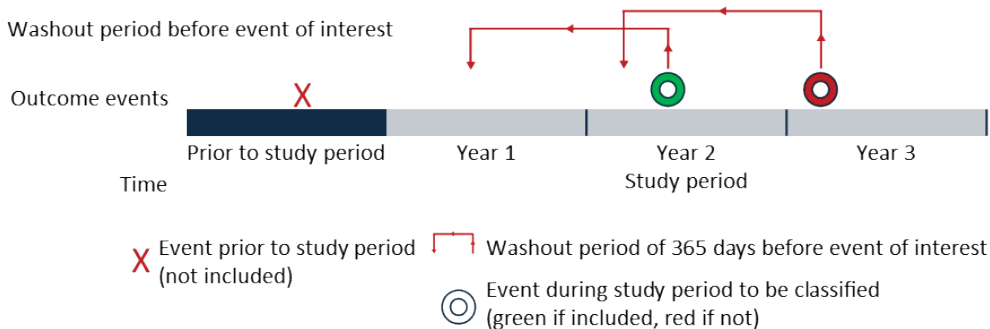 Washout period before event of interest
Outcome events
X
Prior to study period
Year 1
Year 2
Year 3
Time
Study period
X
Event prior to study period
(not included)
Washout period of 365 days before event of interest
Event during study period to be classified
(green if included, red if not)